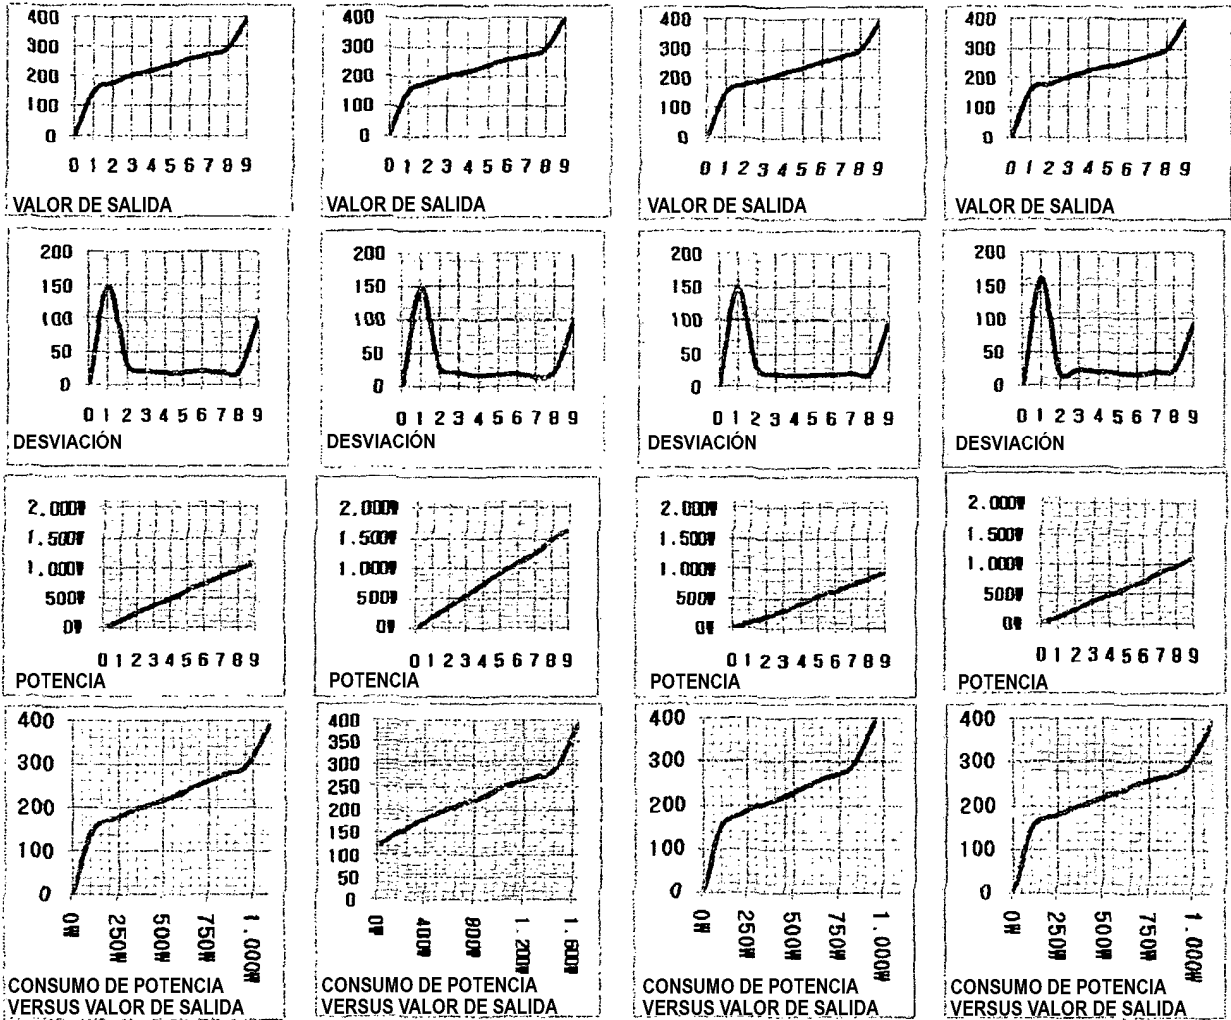 400 400 400 400
300 300 300 300
200 200 200 200
100 100 100 100
0 0 0 0
0 1 2 3 4 5 6 7 8 9 0 1 2 3 4 5 6 7 8 9 0 1 2 3 4 5 6 7 8 9 0 1 2 3 4 5 6 7 8 9
VALOR DE SALIDA VALOR DE SALIDA VALOR DE SALIDA VALOR DE SALIDA
200 200 200 200
150 150 150 150
100 100 100 100
50 50 50 50
0 0 0 0
0 1 2 3 4 5 6 7 8 9 0 1 2 3 4 5 6 7 8 9 0 1 2 3 4 5 6 7 8 9 0 1 2 3 4 5 6 7 8 9
DESVIACIÓN DESVIACIÓN DESVIACIÓN DESVIACIÓN
2.000W 2.000W 2.000W 2.000W
1.500W 1.500W 1.500W 1.500W
1.000W 1.000W 1.000W 1.000W
500W 500W 500W 500W
0W 0W 0W 0W
0 1 2 3 4 5 6 7 8 9 0 1 2 3 4 5 6 7 8 9 0 1 2 3 4 5 6 7 8 9 0 1 2 3 4 5 6 7 8 9
POTENCIA POTENCIA POTENCIA POTENCIA
400
300
200
100
0
0W 250W 500W 750W 1.000W
CONSUMO DE POTENCIA
VERSUS VALOR DE SALIDA
400
350
300
250
200
150
100
50
0
0W 400W 800W 1.200W 1.600W
CONSUMO DE POTENCIA
VERSUS VALOR DE SALIDA
400
300
200
100
0
0W 250W 500W 750W 1.000W
CONSUMO DE POTENCIA
VERSUS VALOR DE SALIDA
400
300
200
100
0
0W 250W 500W 750W 1.000W
CONSUMO DE POTENCIA
VERSUS VALOR DE SALIDA